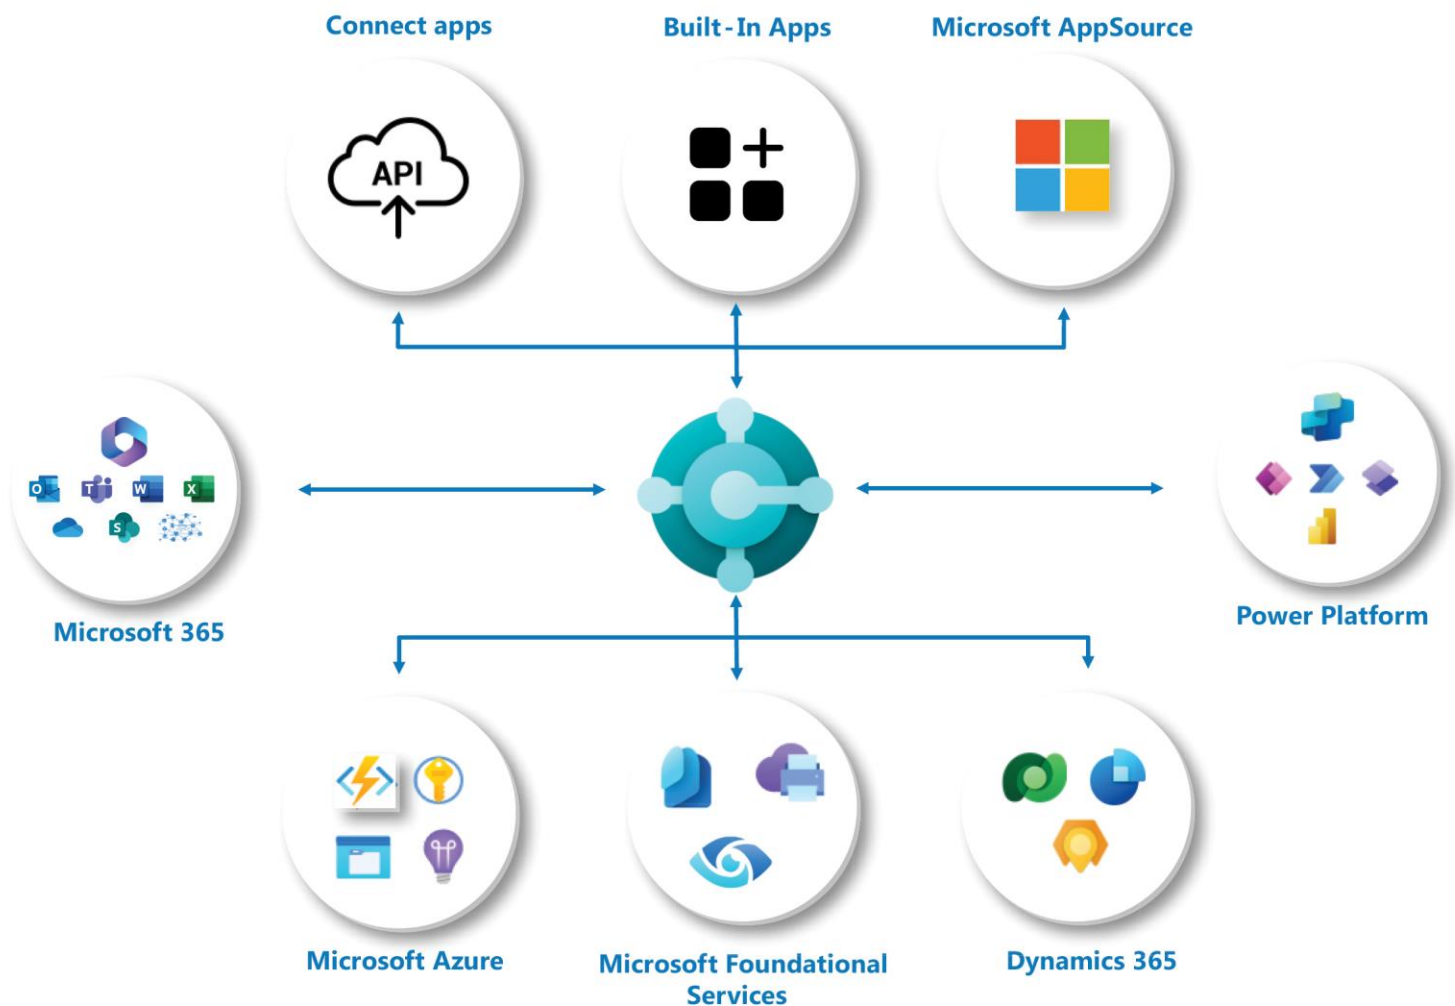 Connect apps
Built-In Apps
Microsoft AppSource
API
O
T
W
X
S
Microsoft 365
Power Platform
Microsoft Azure
Microsoft Foundational
Services
Dynamics 365